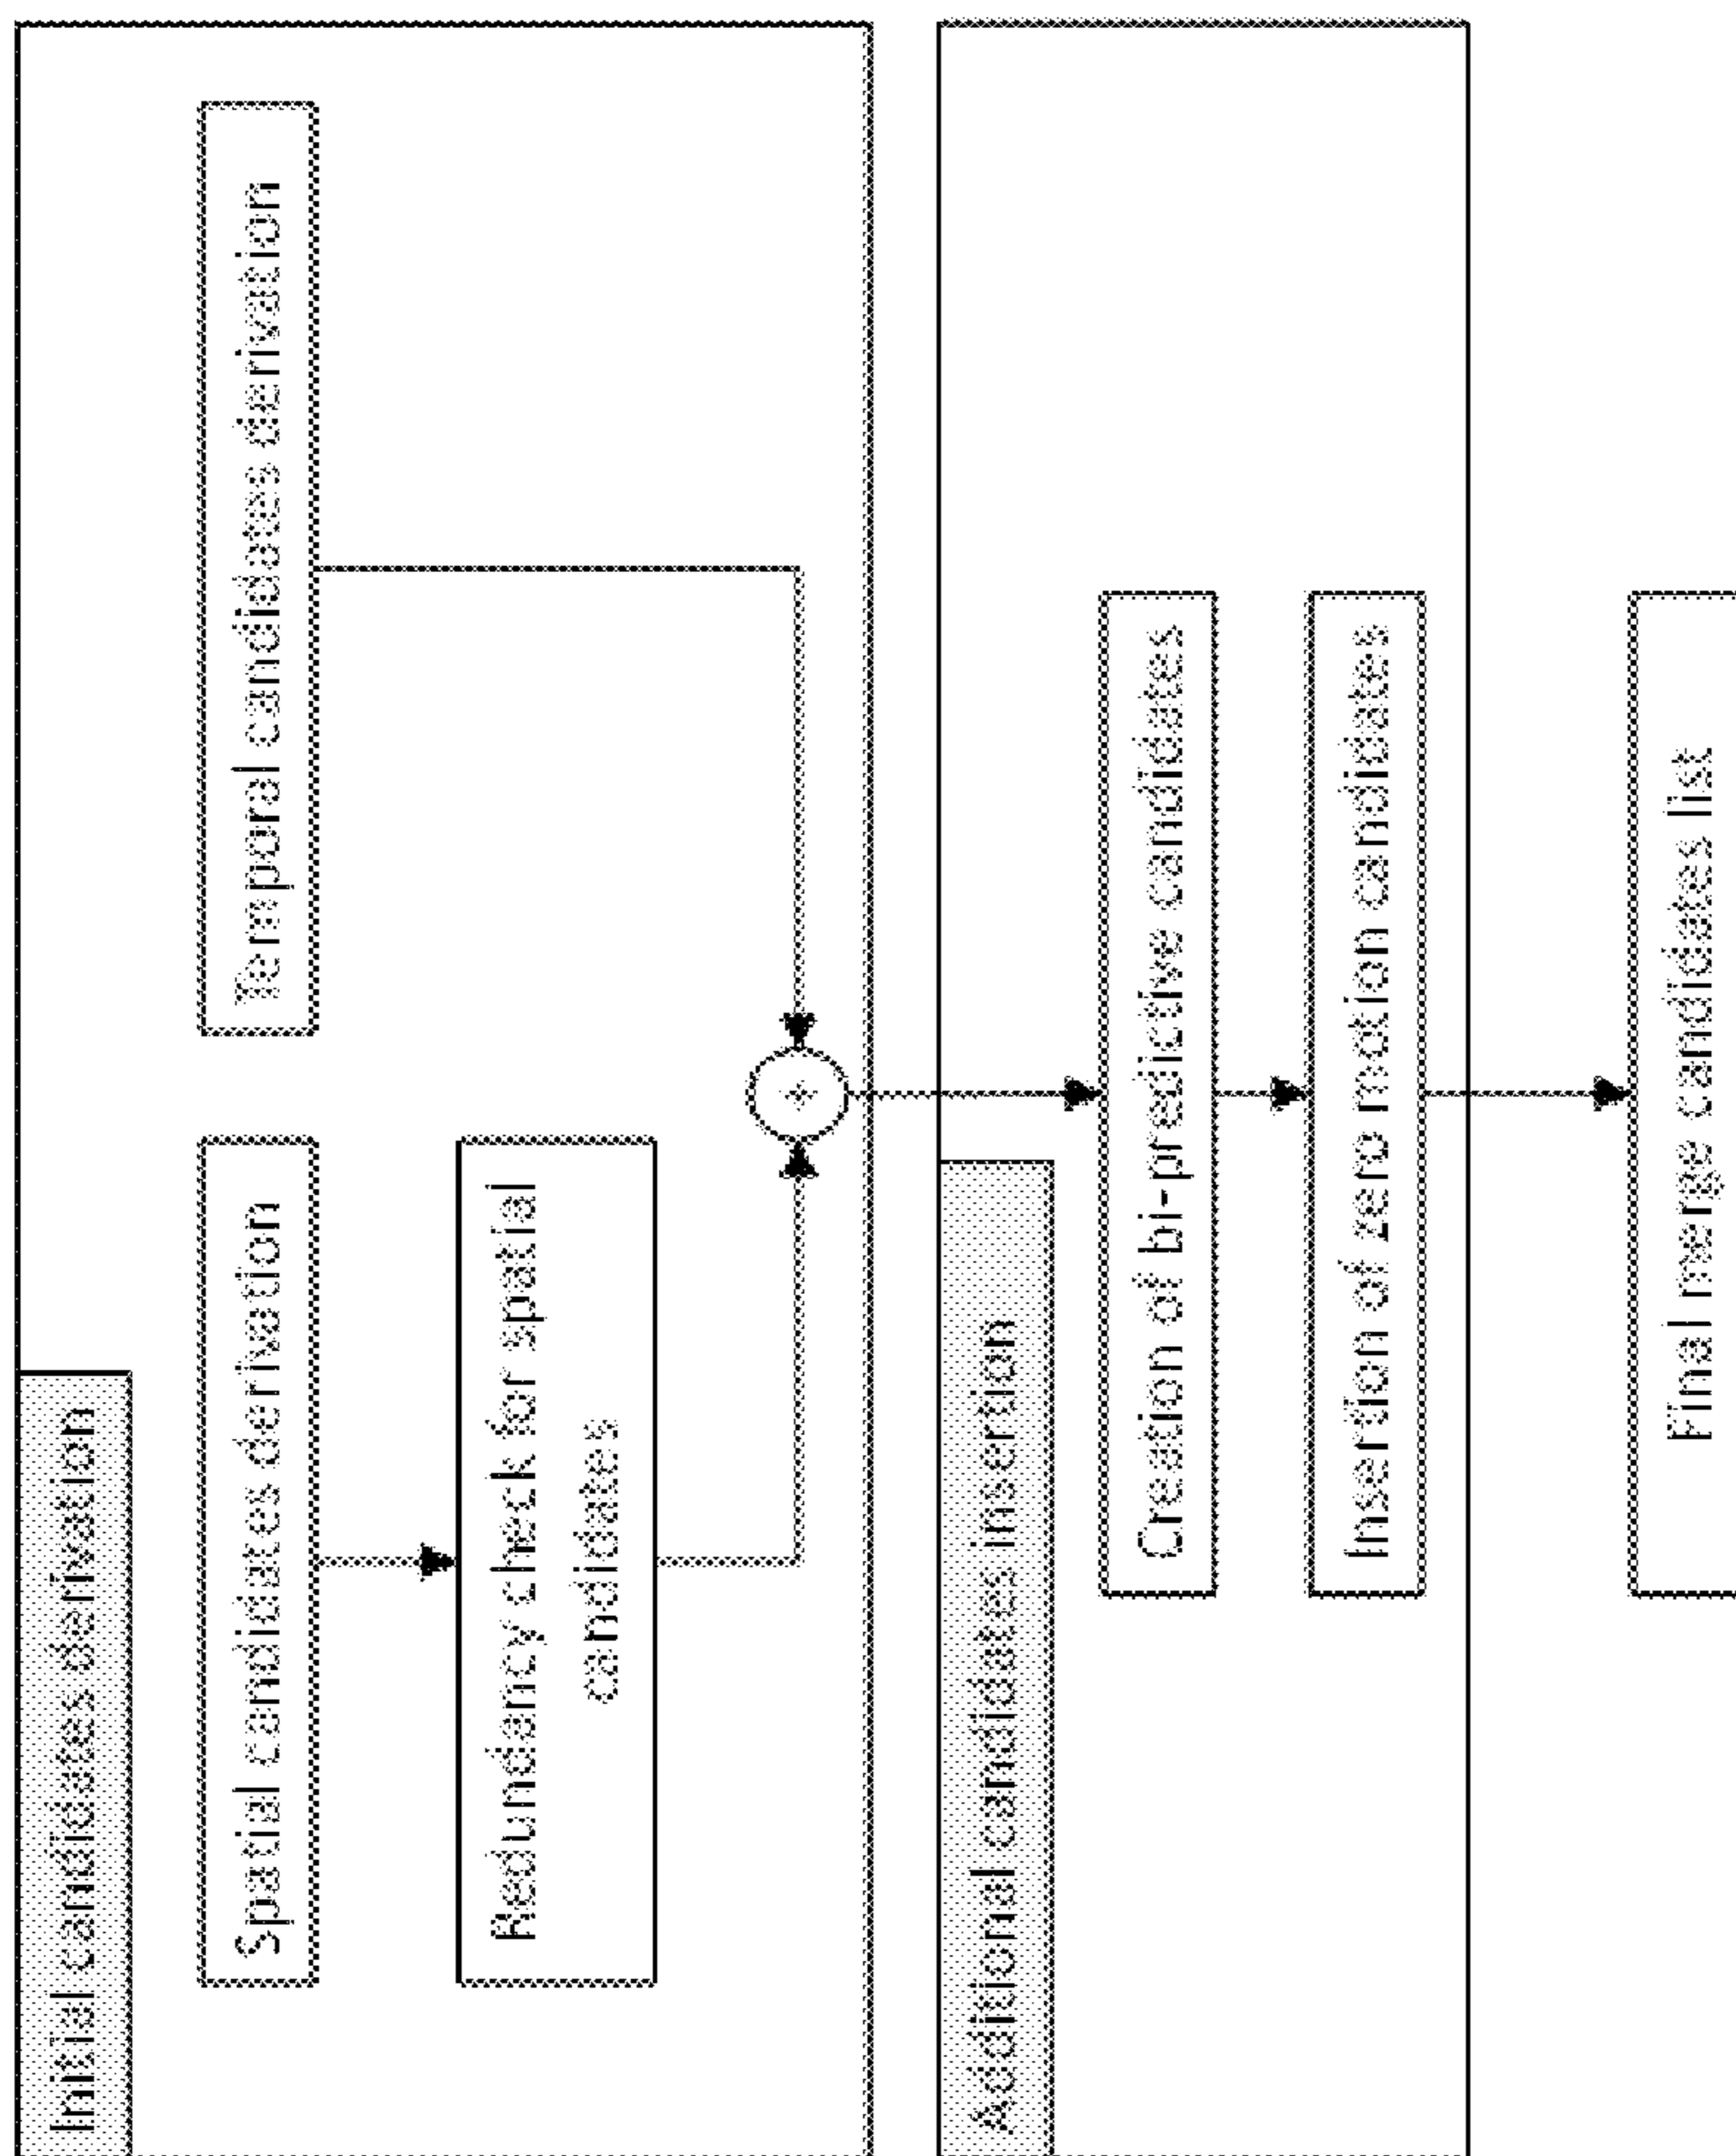 Initial candidates derivation
Spatial candidates derivation
Temporal candidates derivation
Redundancy check for spatial
candidates
+
Additional candidates insertion
Creation of bi-predictive candidates
Insertion of zero motion candidates
Final merge candidates list